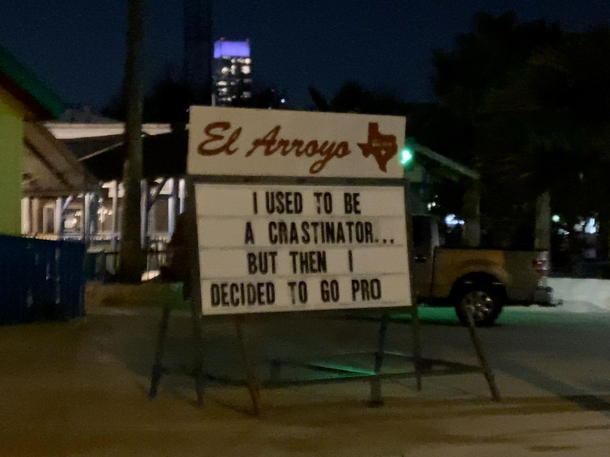 El Arroyo
I USED TO BE
A CRASTINATOR...
BUT THEN I
DECIDED TO GO PRO